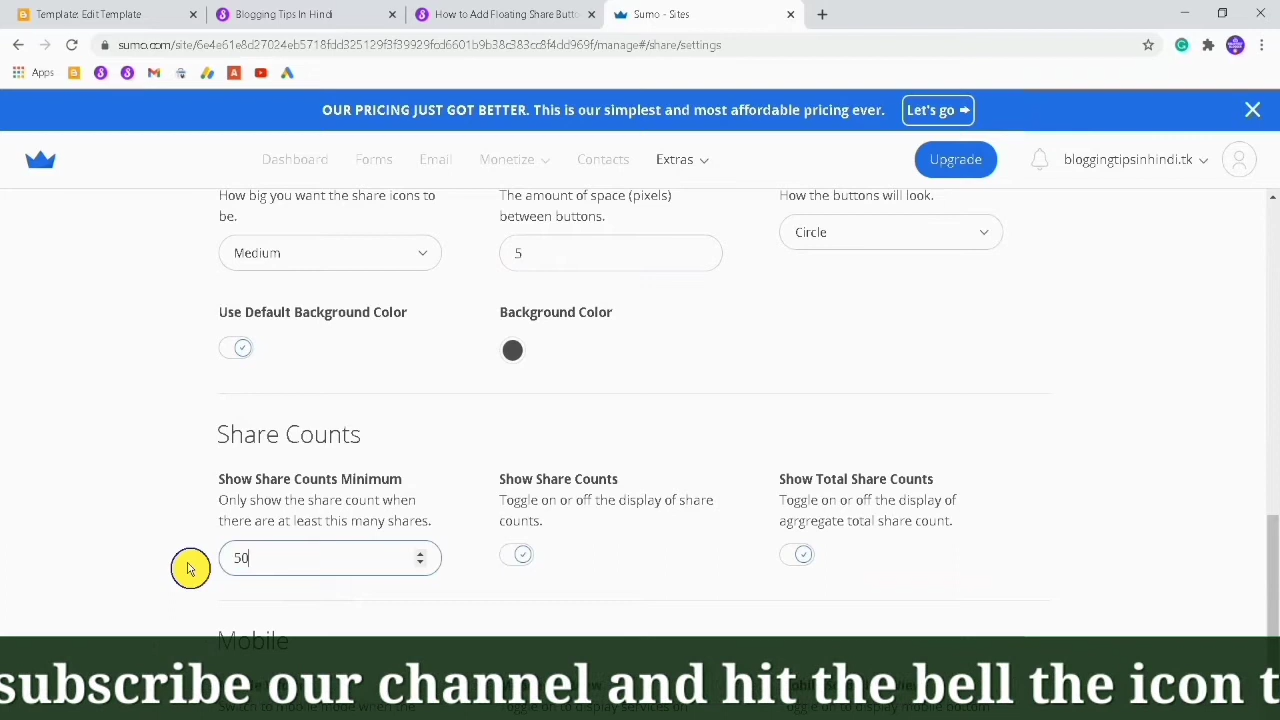 Template: Edit Template
Blogging Tips In Hindi
How to Add Floating Share Butt
Sumo - Sites
sumo.com/site/6e4e61e8d27024eb5718fdd325129f3f39929fcd6601b9b38c383c3f4dd969f/manage#/share/settings
Apps
OUR PRICING JUST GOT BETTER. This is our simplest and most affordable pricing ever. Let's go
Dashboard Forms Email Monetize Contacts Extras Upgrade bloggingtipsinhindi.tk
How big you want the share icons to
be.
Medium
The amount of space (pixels)
between buttons.
5
How the buttons will look.
Circle
Use Default Background Color
Background Color
Share Counts
Show Share Counts Minimum
Only show the share count when
there are at least this many shares.
50
Show Share Counts
Toggle on or off the display of share
counts.
Show Total Share Counts
Toggle on or off the display of
agrgregate total share count.
Mobile
subscribe our channel and hit the bell the icon t